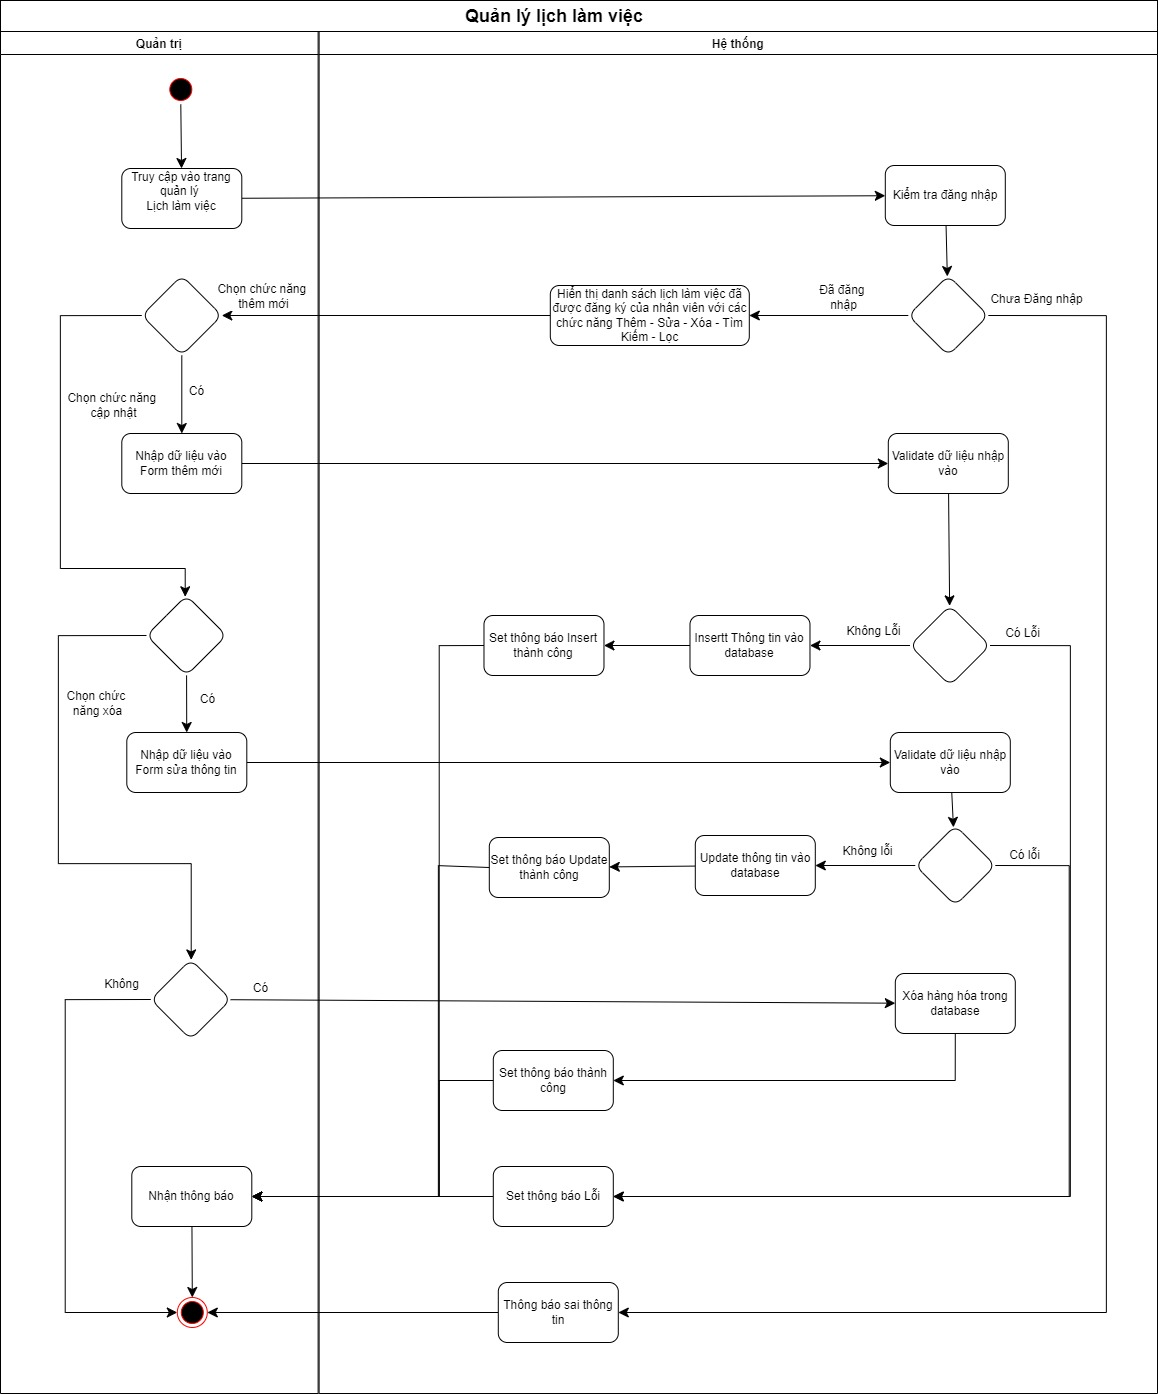 Quản lý lịch làm việc
Quản trị
Hệ thống
Truy cập vào trang
quản lý
Lịch làm việc
Kiểm tra đăng nhập
Chọn chức năng
thêm mới
Hiển thị danh sách lịch làm việc đã
được đăng ký của nhân viên với các
chức năng Thêm - Sửa - Xóa - Tìm
Kiếm - Lọc
Đã đăng
nhập
Chưa Đăng nhập
Có
Chọn chức năng
cập nhật
Nhập dữ liệu vào
Form thêm mới
Validate dữ liệu nhập
vào
Set thông báo Insert
thành công
Insertt Thông tin vào
database
Không Lỗi
Có Lỗi
Chọn chức
năng xóa
Có
Nhập dữ liệu vào
Form sửa thông tin
Validate dữ liệu nhập
vào
Set thông báo Update
thành công
Update thông tin vào
database
Không lỗi
Có lỗi
Không
Có
Xóa hàng hóa trong
database
Set thông báo thành
công
Nhận thông báo
Set thông báo Lỗi
Thông báo sai thông
tin